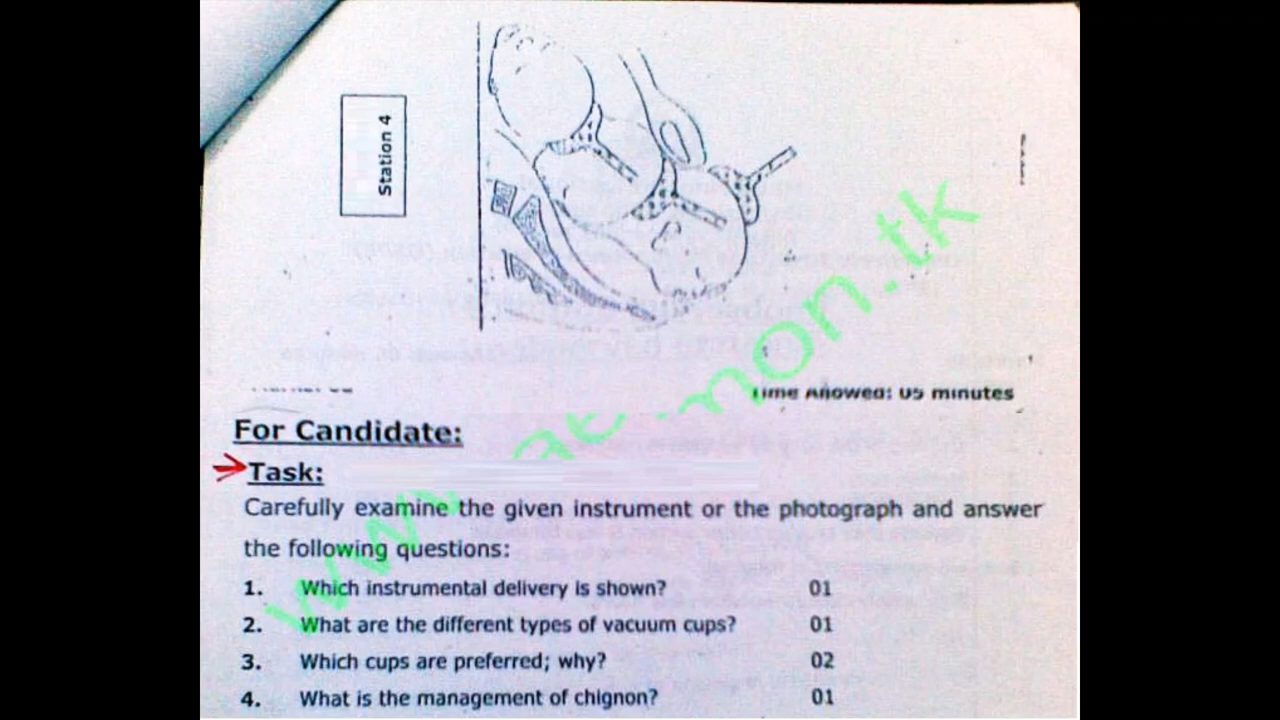 Station 4
Time Allowed: 05 minutes
For Candidate:
Task:
Carefully examine the given instrument or the photograph and answer
the following questions:
1. Which instrumental delivery is shown? 01
2. What are the different types of vacuum cups? 01
3. Which cups are preferred; why? 02
4. What is the management of chignon? 01